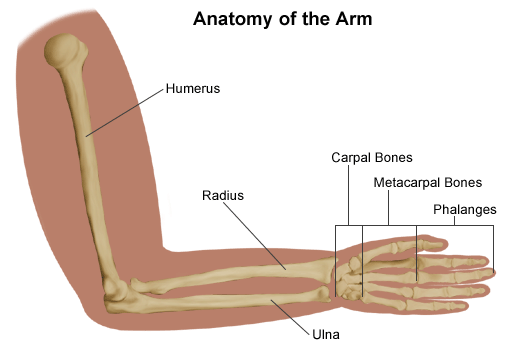 Anatomy of the Arm
Humerus
Carpal Bones
Metacarpal Bones
Radius
Phalanges
Ulna